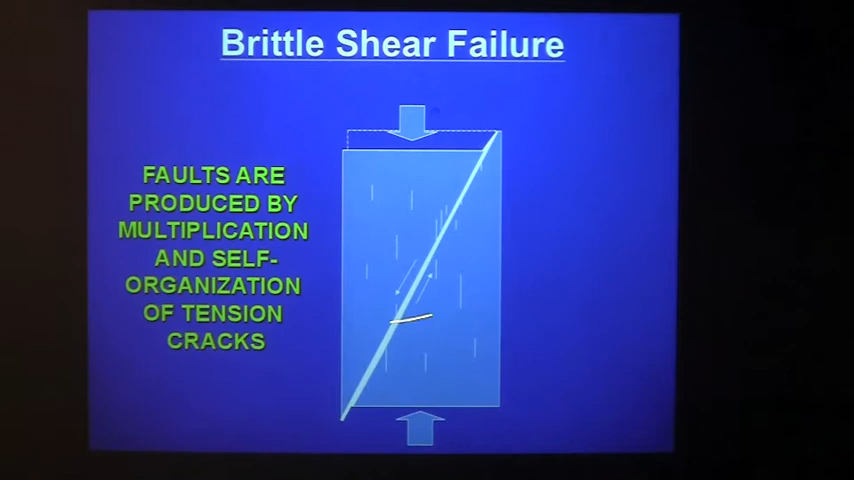 Brittle Shear Failure
FAULTS ARE
PRODUCED BY
MULTIPLICATION
AND SELF-
ORGANIZATION
OF TENSION
CRACKS